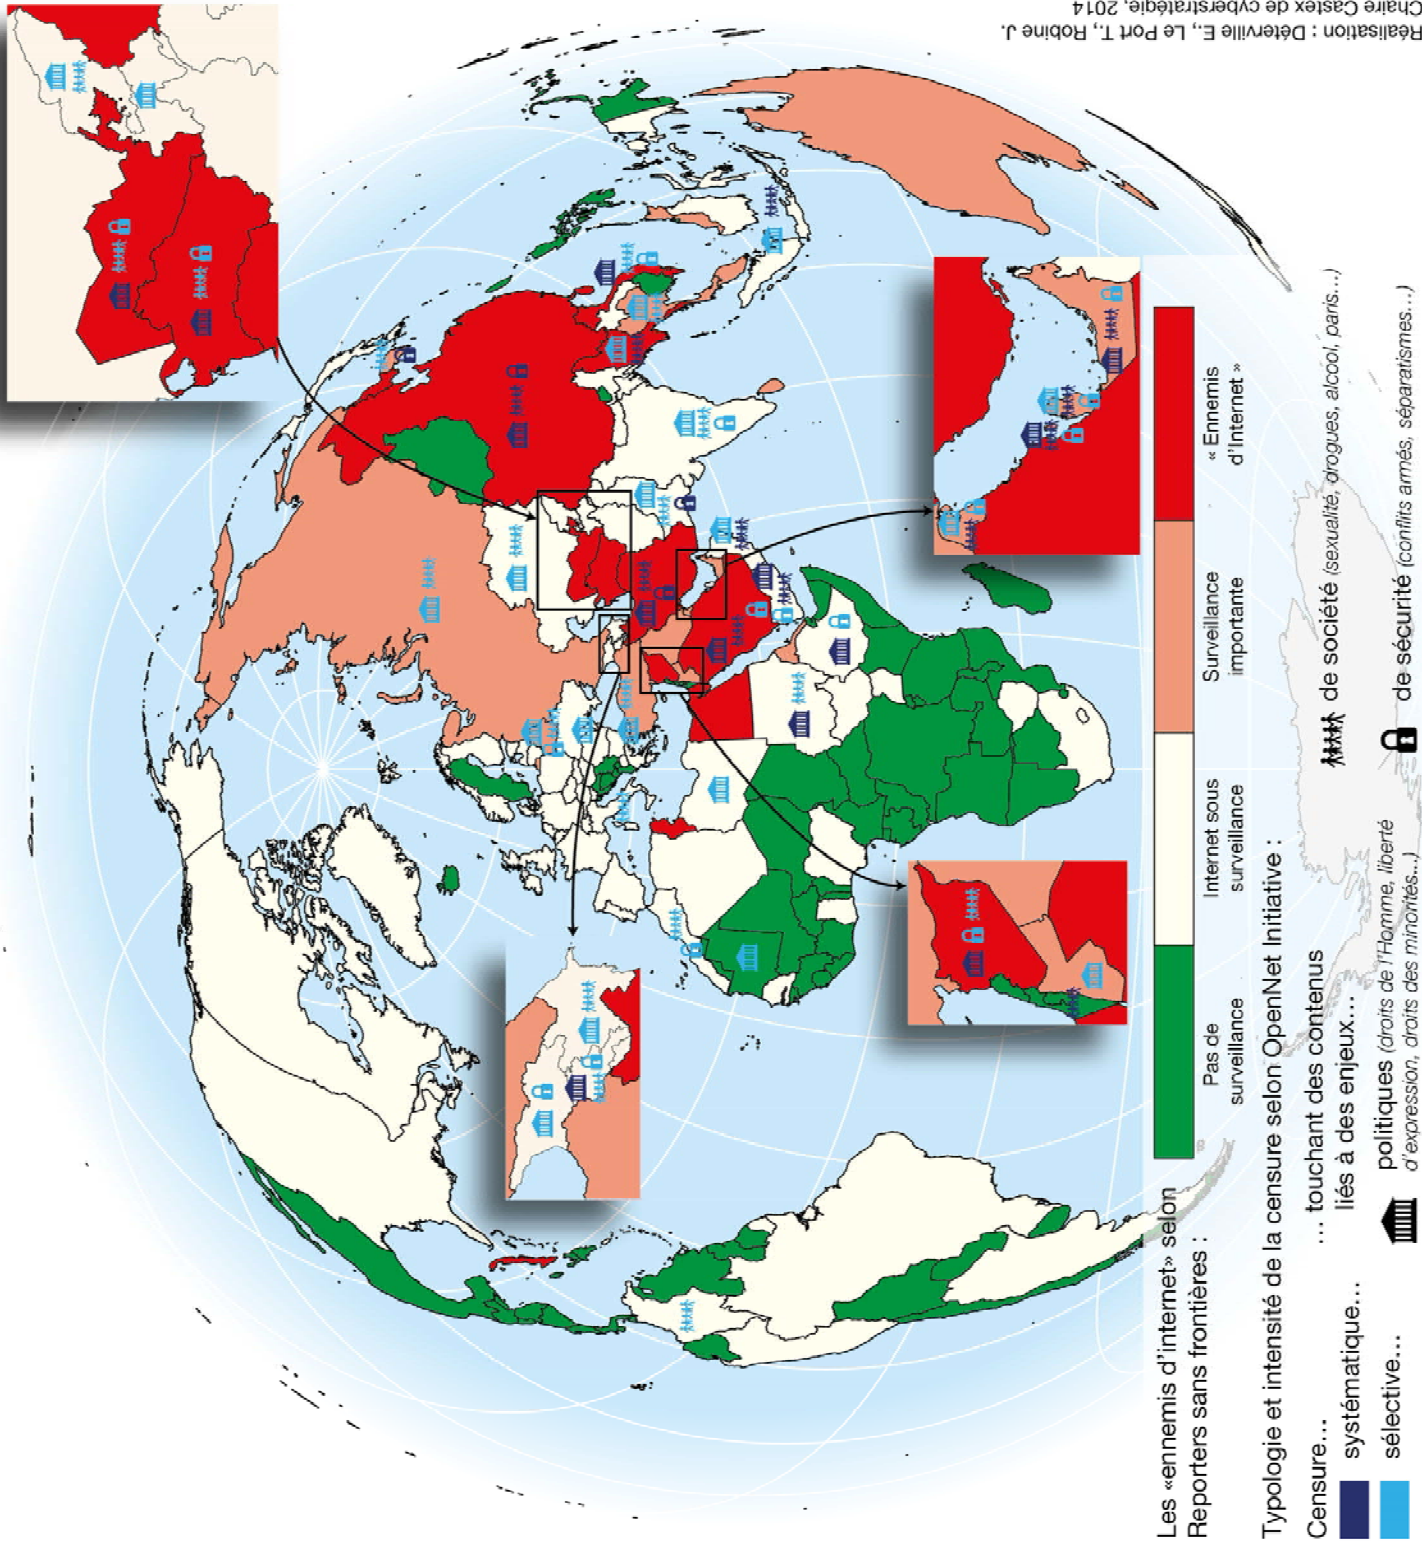 Réalisation : Déterville E., Le Port T., Robine J.
Chaire Castex de cyberstratégie, 2014
Les «ennemis d'internet» selon
Reporters sans frontières :
Pas de
surveillance
Internet sous
surveillance
Surveillance
importante
« Ennemis
d'Internet »
Typologie et intensité de la censure selon OpenNet Initiative :
Censure...
systématique...
sélective...
... touchant des contenus
liés à des enjeux...
politiques (droits de l'Homme, liberté
d'expression, droits des minorités...)
de société (sexualité, drogues, alcool, paris...)
de sécurité (conflits armés, séparatismes...)